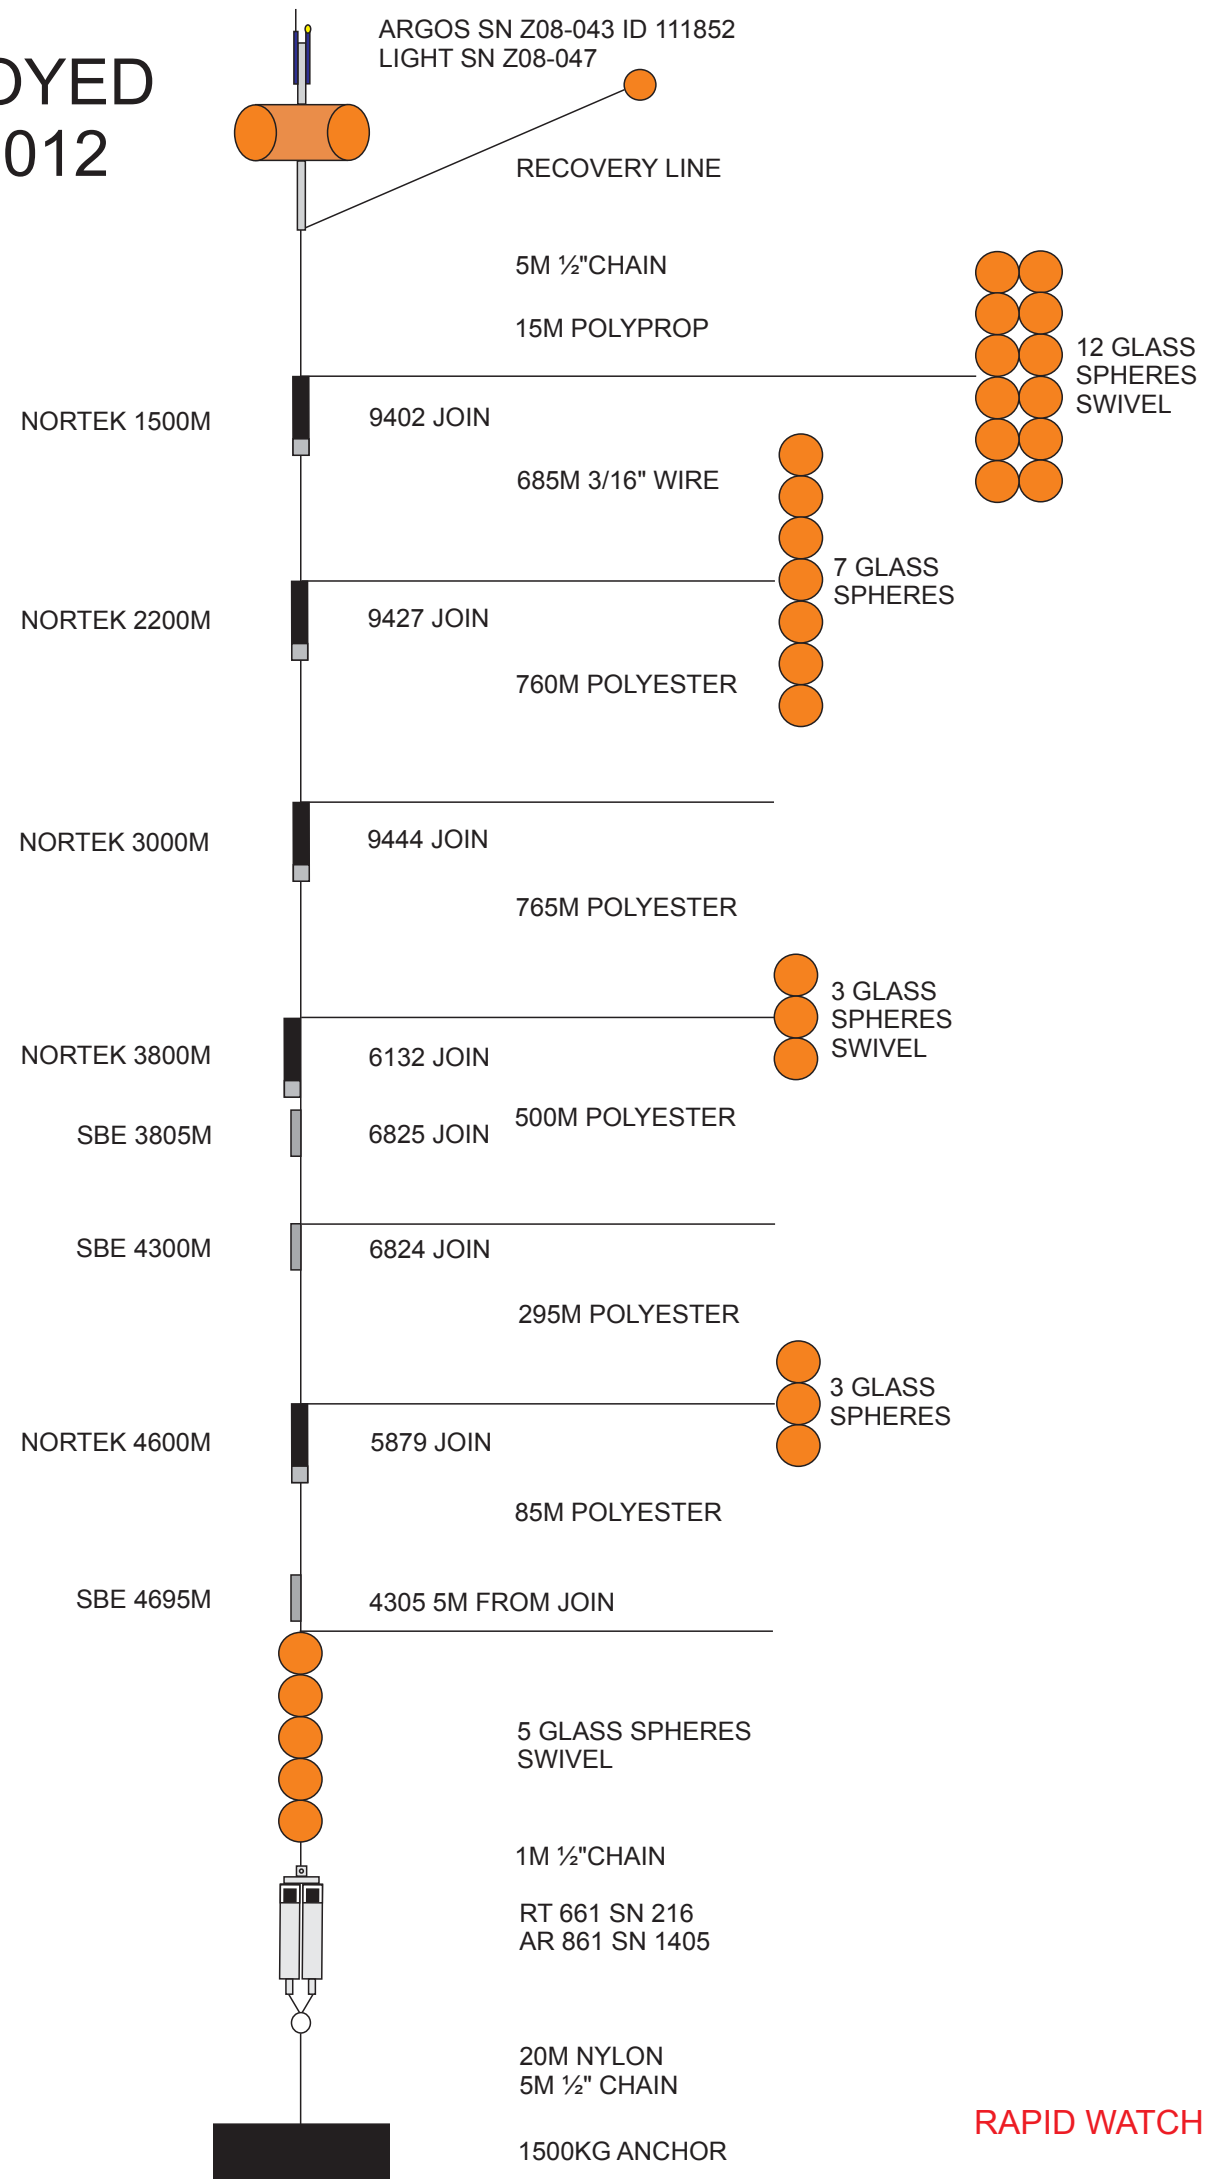 ARGOS SN Z08-043 ID 111852
LIGHT SN Z08-047
OYED
012
RECOVERY LINE
5M ½"CHAIN
15M POLYPROP
12 GLASS
SPHERES
SWIVEL
NORTEK 1500M
9402 JOIN
685M 3/16" WIRE
7 GLASS
SPHERES
NORTEK 2200M
9427 JOIN
760M POLYESTER
NORTEK 3000M
9444 JOIN
765M POLYESTER
3 GLASS
SPHERES
SWIVEL
NORTEK 3800M
6132 JOIN
500M POLYESTER
SBE 3805M
6825 JOIN
SBE 4300M
6824 JOIN
295M POLYESTER
3 GLASS
SPHERES
NORTEK 4600M
5879 JOIN
85M POLYESTER
SBE 4695M
4305 5M FROM JOIN
5 GLASS SPHERES
SWIVEL
1M ½"CHAIN
RT 661 SN 216
AR 861 SN 1405
20M NYLON
5M ½" CHAIN
RAPID WATCH
1500KG ANCHOR